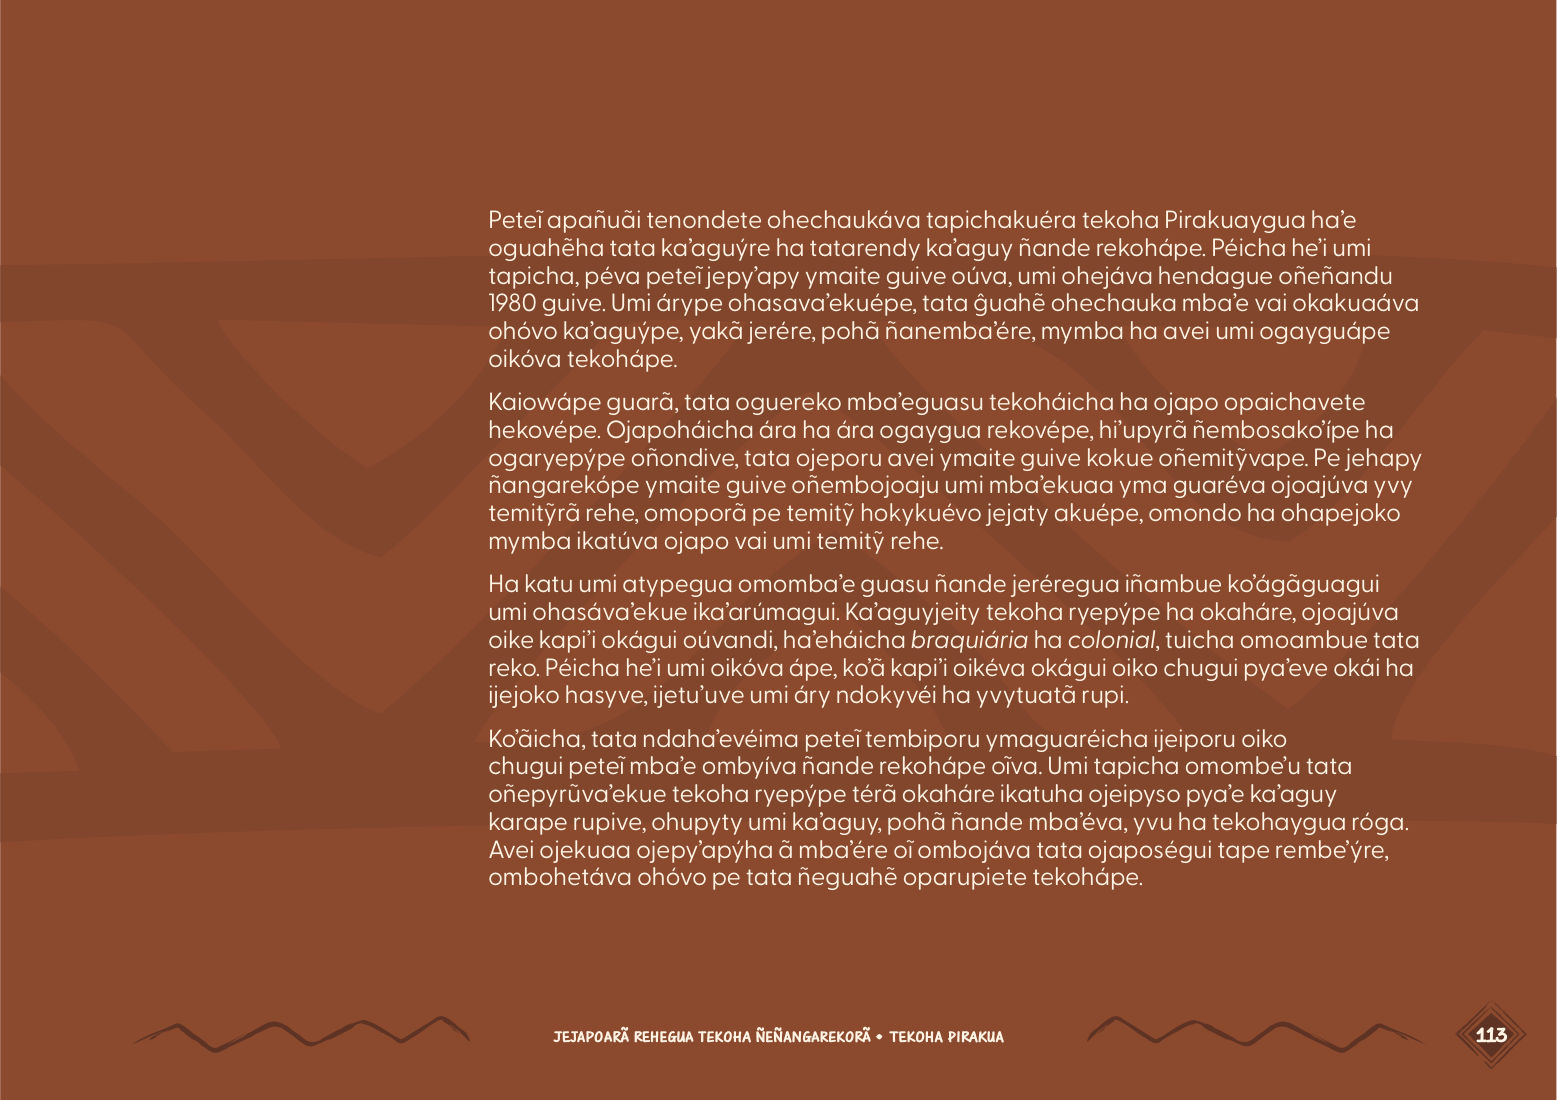 Peteĩ apañuãi tenondete ohechaukáva tapichakuéra tekoha Pirakuaygua ha’e
oguahẽha tata ka’aguýre ha tatarendy ka’aguy ñande rekohápe. Péicha he’i umi
tapicha, péva peteĩ jepy’apy ymaite guive oúva, umi ohejáva hendague oñeñandu
1980 guive. Umi árype ohasava’ekuépe, tata ĝuahẽ ohechauka mba’e vai okakuaáva
ohóvo ka’aguýpe, yakã jerére, pohã ñanemba’ére, mymba ha avei umi ogayguápe
oikóva tekohápe.
Kaiowápe guarã, tata oguereko mba’eguasu tekoháicha ha ojapo opaichavete
hekovépe. Ojapoháicha ára ha ára ogaygua rekovépe, hi’upyrã ñembosako’ípe ha
ogaryepýpe oñondive, tata ojeporu avei ymaite guive kokue oñemitỹvape. Pe jehapy
ñangarekópe ymaite guive oñembojoaju umi mba’ekuaa yma guaréva ojoajúva yvy
temitỹrã rehe, omoporã pe temitỹ hokykuévo jejaty akuépe, omondo ha ohapejoko
mymba ikatúva ojapo vai umi temitỹ rehe.
Ha katu umi atypegua omomba’e guasu ñande jeréregua iñambue ko’ágãguagui
umi ohasáva’ekue ika’arúmagui. Ka’aguyjeity tekoha ryepýpe ha okaháre, ojoajúva
oike kapi’i okágui oúvandi, ha’eháicha braquiária ha colonial, tuicha omoambue tata
reko. Péicha he’i umi oikóva ápe, ko’ã kapi’i oikéva okágui oiko chugui pya’eve okái ha
ijejoko hasyve, ijetu’uve umi áry ndokyvéi ha yvytuatã rupi.
Ko’ãicha, tata ndaha’evéima peteĩ tembiporu ymaguaréicha ijeiporu oiko
chugui peteĩ mba’e ombyíva ñande rekohápe oĩva. Umi tapicha omombe’u tata
oñepyrũva’ekue tekoha ryepýpe térã okaháre ikatuha ojeipyso pya’e ka’aguy
karape rupive, ohupyty umi ka’aguy, pohã ñande mba’éva, yvu ha tekohaygua róga.
Avei ojekuaa ojepy’apýha ã mba’ére oĩ ombojáva tata ojaposégui tape rembe’ýre,
ombohetáva ohóvo pe tata ñeguahẽ oparupiete tekohápe.
JEJAPOARÃ REHEGUA TEKOHA ÑEÑANGAREKORÃ • TEKOHA PIRAKUA
113